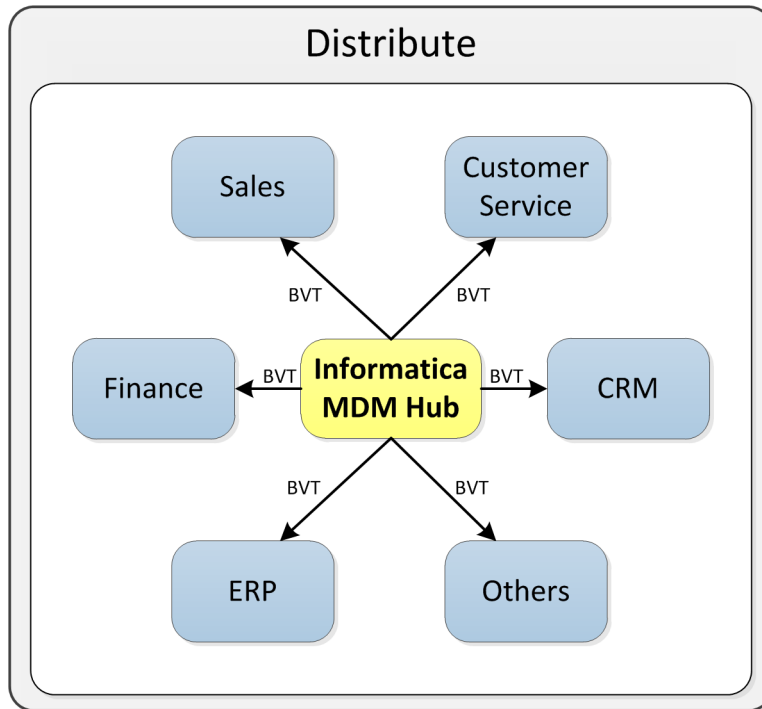 Distribute
Sales
Customer
Service
BVT
BVT
Finance
BVT
Informatica
MDM Hub
BVT
CRM
BVT
BVT
ERP
Others